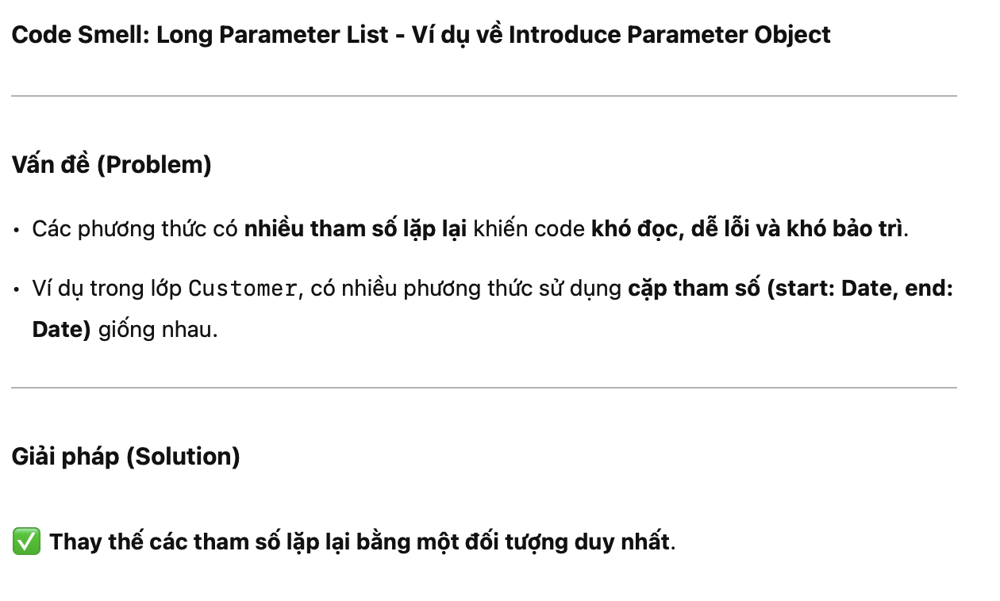 Code Smell: Long Parameter List - Ví dụ về Introduce Parameter Object
Vấn đề (Problem)
• Các phương thức có nhiều tham số lặp lại khiến code khó đọc, dễ lỗi và khó bảo trì.
• Ví dụ trong lớp Customer, có nhiều phương thức sử dụng cặp tham số (start: Date, end:
Date) giống nhau.
Giải pháp (Solution)
✅ Thay thế các tham số lặp lại bằng một đối tượng duy nhất.